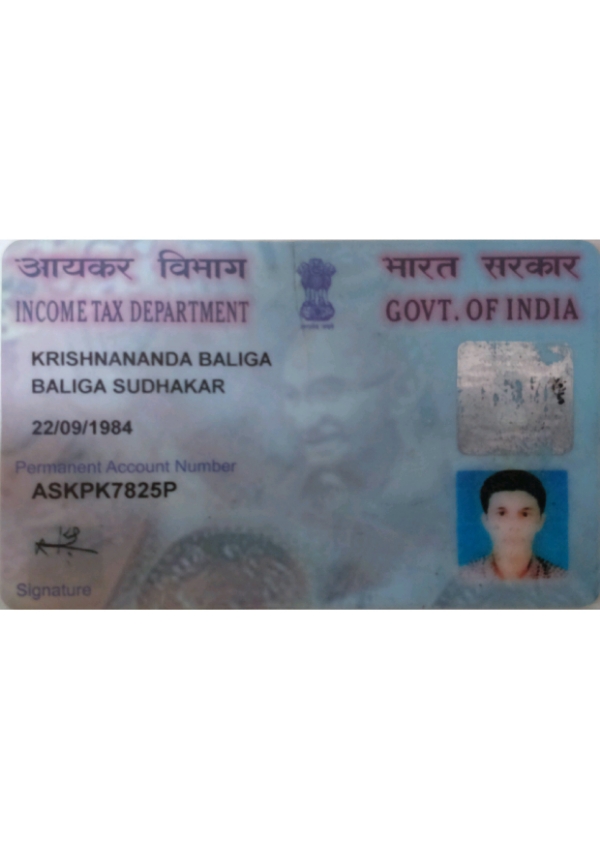 आयकर विभाग
भारत सरकार
INCOME TAX DEPARTMENT
GOVT. OF INDIA
KRISHNANANDA BALIGA
BALIGA SUDHAKAR
22/09/1984
Permanent Account Number
ASKPK7825P
Signature